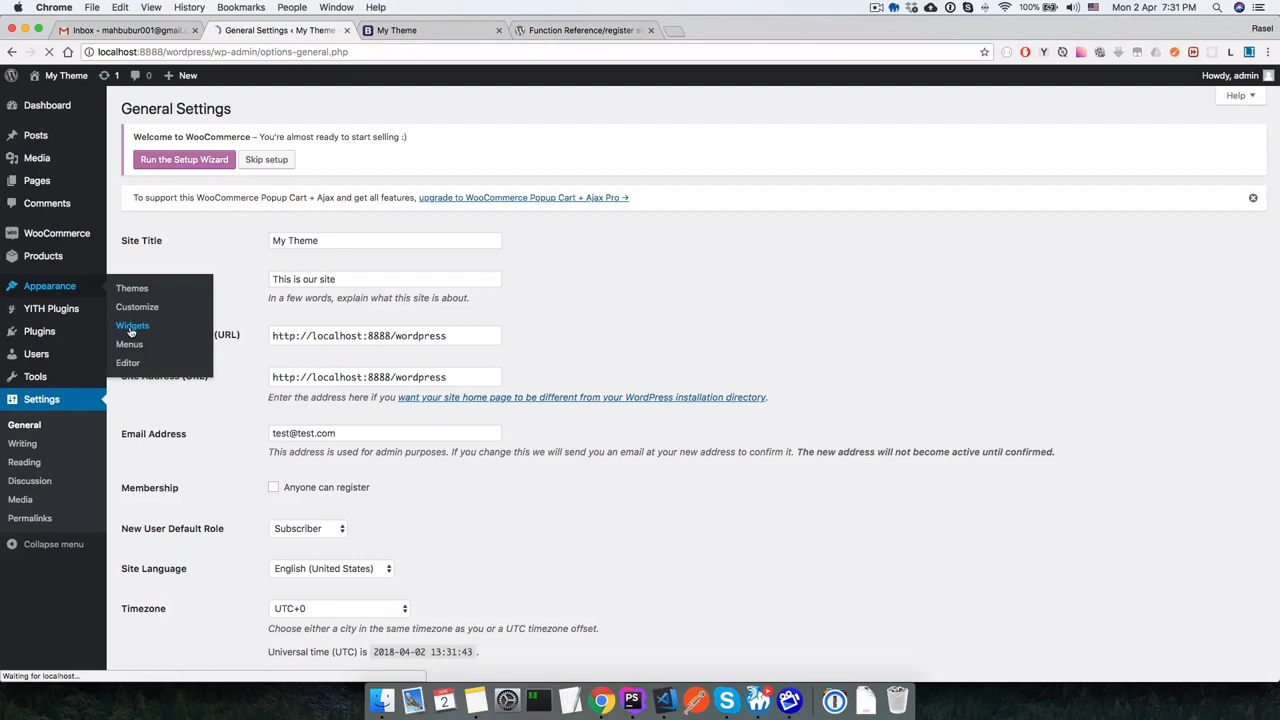 Chrome File Edit View History Bookmarks People Window Help 100% Mon 2 Apr 7:31 PM
Inbox - mahbubur001@gmail.c
General Settings ‹ My Theme
My Theme
Function Reference/register s
Rasel
localhost:8888/wordpress/wp-admin/options-general.php
My Theme 1 0 New
Howdy, admin
Help
Dashboard
Posts
Media
Pages
Comments
WooCommerce
Products
Appearance
YITH Plugins
Plugins
Users
Tools
Settings
General
Writing
Reading
Discussion
Media
Permalinks
Collapse menu
Themes
Customize
Widgets
Menus
Editor
General Settings
Welcome to WooCommerce – You're almost ready to start selling :)
Run the Setup Wizard Skip setup
To support this WooCommerce Popup Cart + Ajax and get all features, upgrade to WooCommerce Popup Cart + Ajax Pro →
Site Title My Theme
This is our site
In a few words, explain what this site is about.
(URL) http://localhost:8888/wordpress
Site Address (URL) http://localhost:8888/wordpress
Enter the address here if you want your site home page to be different from your WordPress installation directory.
Email Address test@test.com
This address is used for admin purposes. If you change this we will send you an email at your new address to confirm it. The new address will not become active until confirmed.
Membership Anyone can register
New User Default Role Subscriber
Site Language English (United States)
Timezone UTC+0
Choose either a city in the same timezone as you or a UTC timezone offset.
Universal time (UTC) is 2018-04-02 13:31:43 .
Waiting for localhost...
APR
2
PS